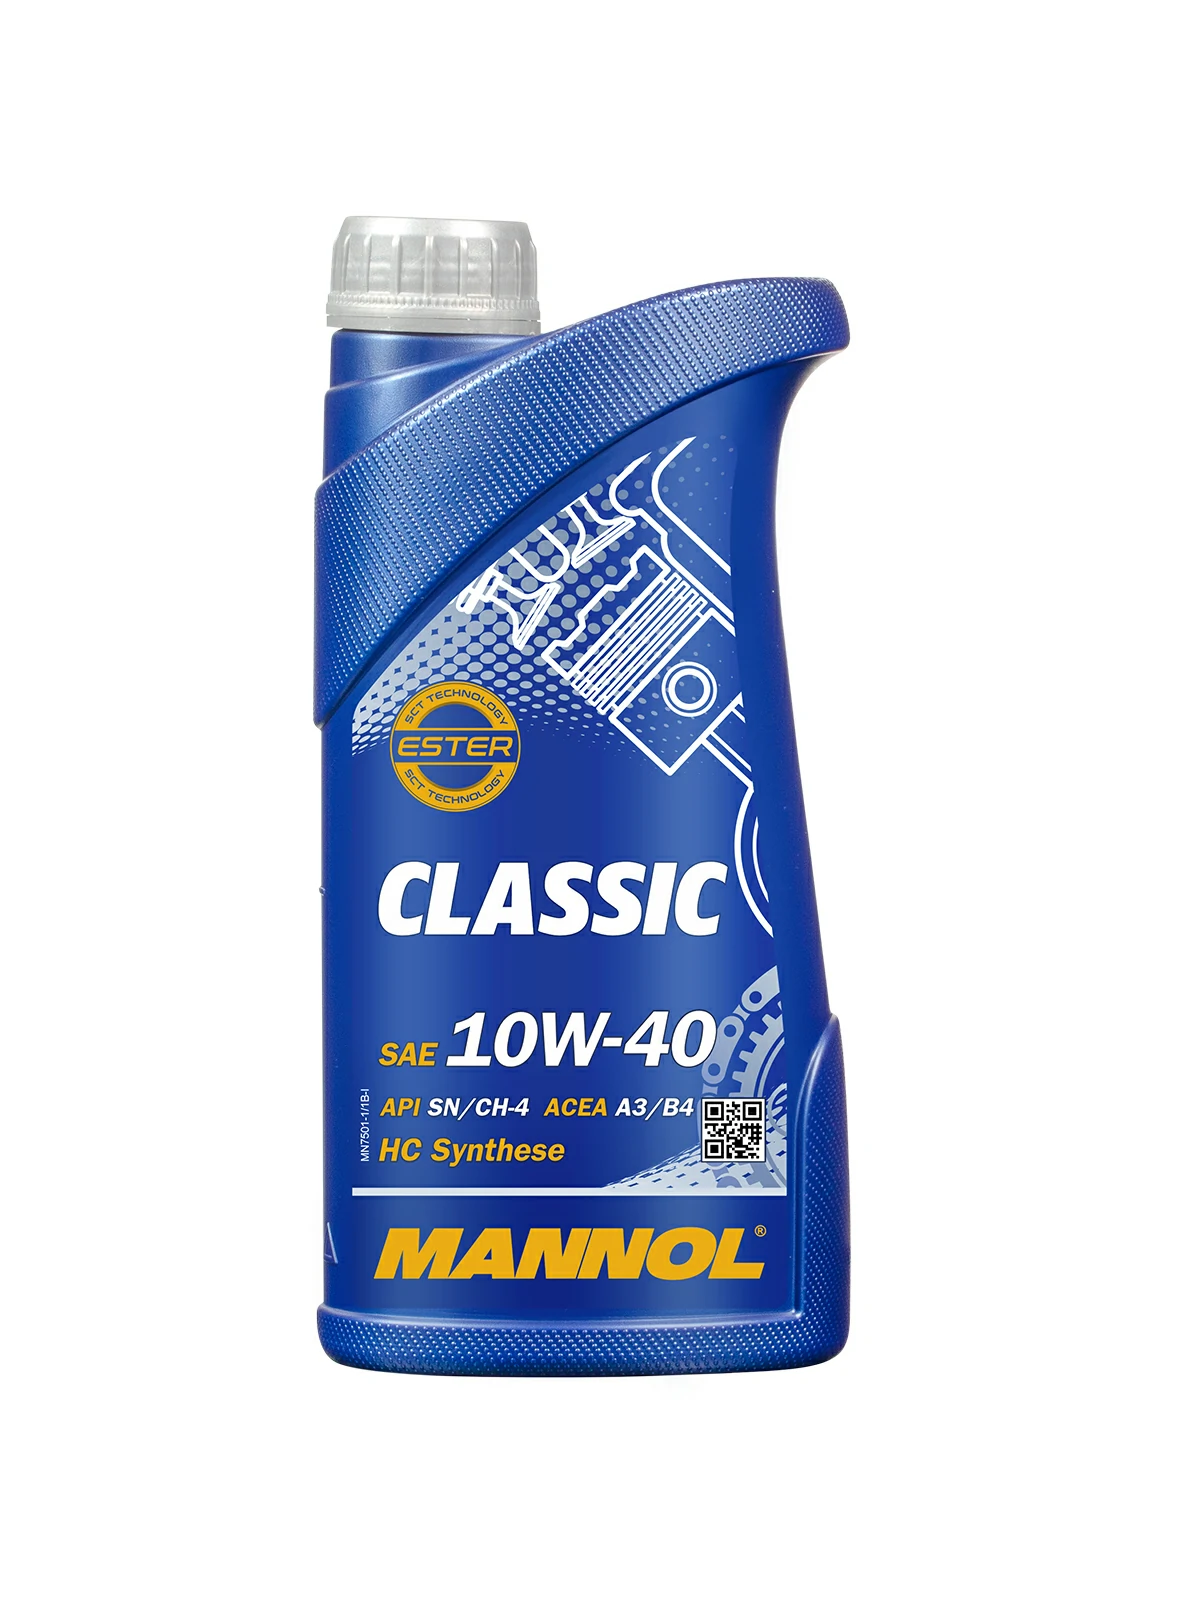 SCT TECHNOLOGY
ESTER
SCT TECHNOLOGY
CLASSIC
SAE 10W-40
API SN/CH-4 ACEA A3/B4
HC Synthese
MN7501-1/1B-I
MANNOL®